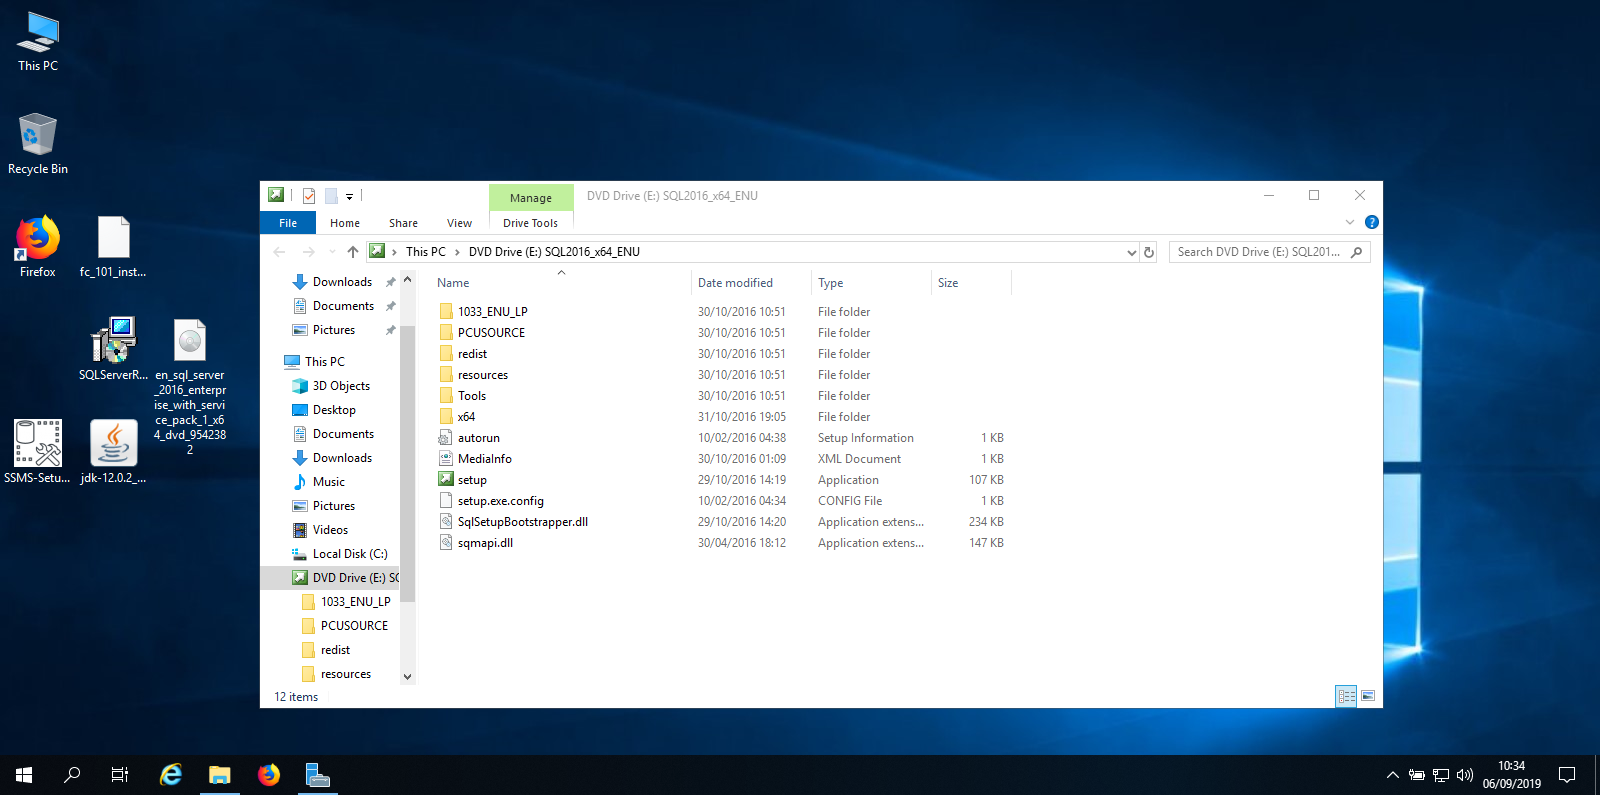 This PC
Recycle Bin
Firefox
fc_101_inst...
SQLServerR...
en_sql_server
_2016_enterpr
ise_with_servi
ce_pack_1_x6
4_dvd_954238
2
SSMS-Setu...
jdk-12.0.2_...
Manage
DVD Drive (E:) SQL2016_x64_ENU
File
Home
Share
View
Drive Tools
This PC
DVD Drive (E:) SQL2016_x64_ENU
Search DVD Drive (E:) SQL201...
Downloads
Documents
Pictures
This PC
3D Objects
Desktop
Documents
Downloads
Music
Pictures
Videos
Local Disk (C:)
DVD Drive (E:) SQ
1033_ENU_LP
PCUSOURCE
redist
resources
Name Date modified Type Size
1033_ENU_LP 30/10/2016 10:51 File folder
PCUSOURCE 30/10/2016 10:51 File folder
redist 30/10/2016 10:51 File folder
resources 30/10/2016 10:51 File folder
Tools 30/10/2016 10:51 File folder
x64 31/10/2016 19:05 File folder
autorun 10/02/2016 04:38 Setup Information 1 KB
MediaInfo 30/10/2016 01:09 XML Document 1 KB
setup 29/10/2016 14:19 Application 107 KB
setup.exe.config 10/02/2016 04:34 CONFIG File 1 KB
SqlSetupBootstrapper.dll 29/10/2016 14:20 Application extens... 234 KB
sqmapi.dll 30/04/2016 18:12 Application extens... 147 KB
12 items
10:34
06/09/2019